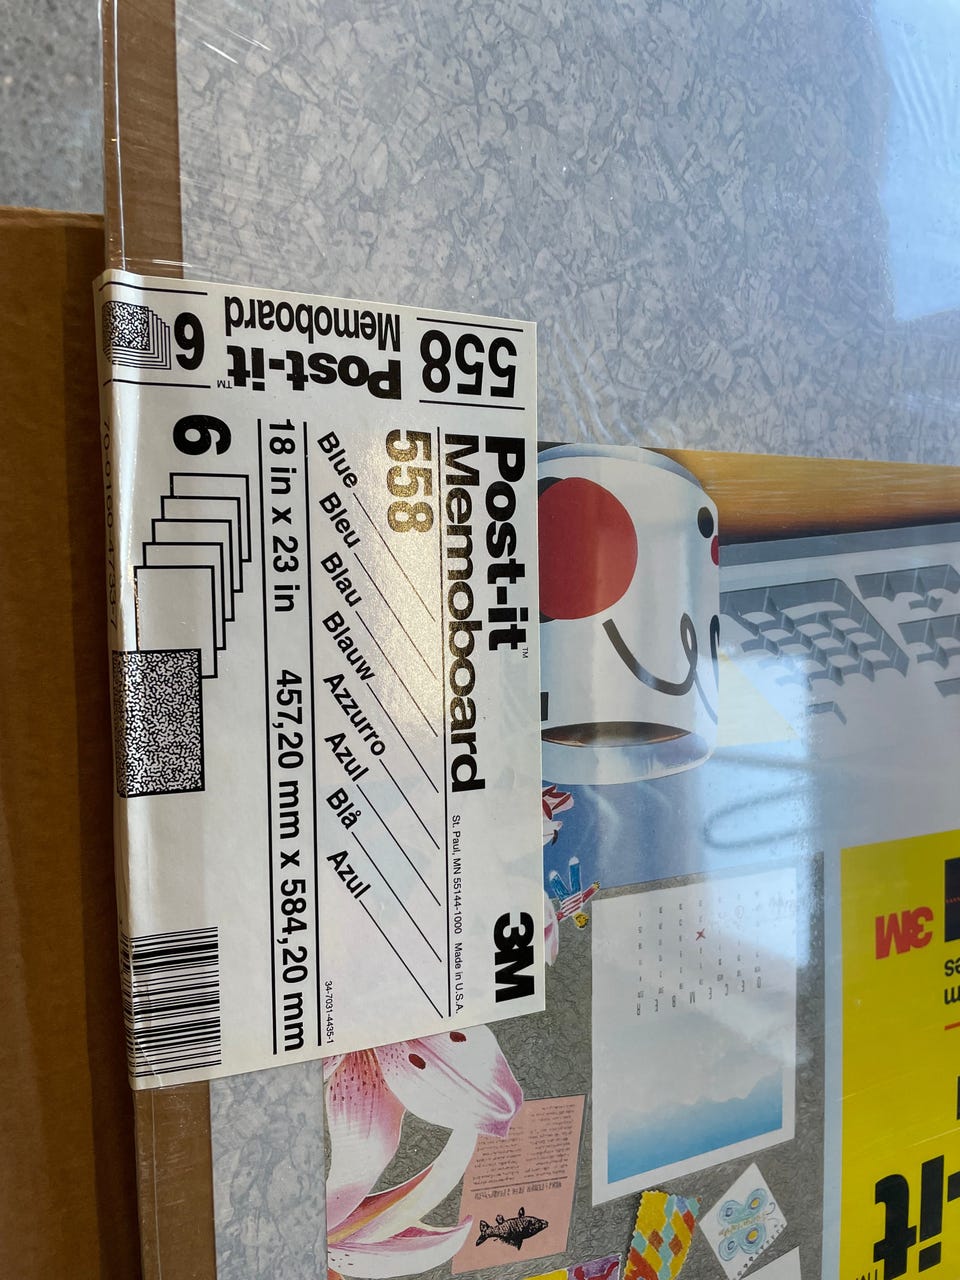 558
Post-it™
Memoboard
6
Post-it™
Memoboard
3M
St. Paul, MN 55144-1000 Made in U.S.A.
558
Blue
Bleu
Blau
Blauw
Azzurro
Azul
Blå
Azul
34-7031-4435-1
18 in x 23 in 457,20 mm x 584,20 mm
6
3M
DECEMBER